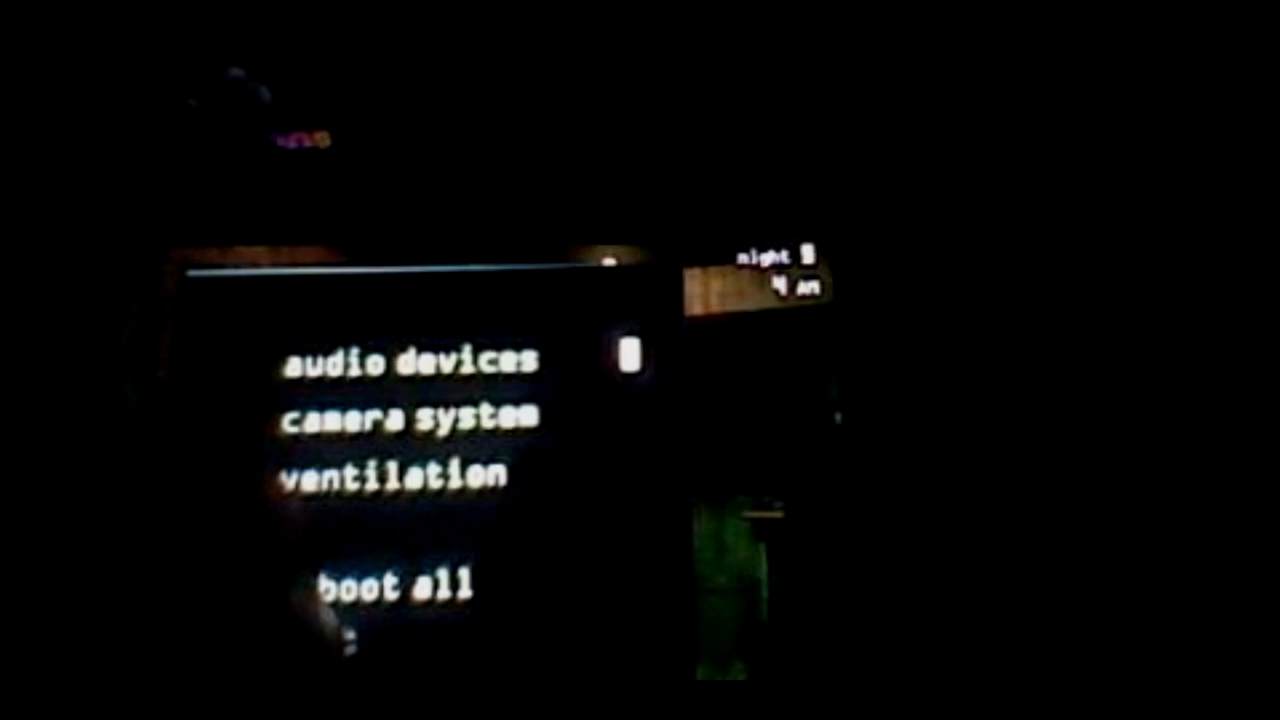 night
4 AM
audio devices
camera system
ventilation
boot all